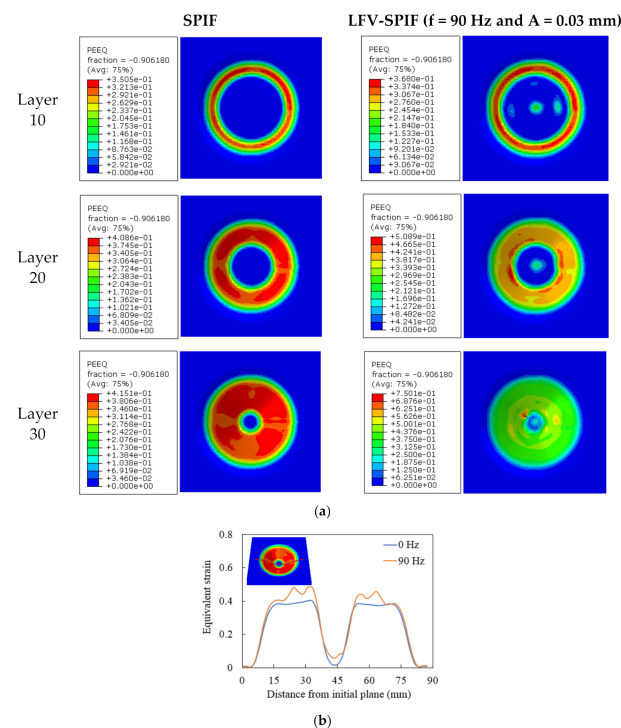 SPIF
LFV-SPIF (f = 90 Hz and A = 0.03 mm)
Layer
10
PEEQ
fraction = -0.906180
(Avg: 75%)
+3.505e-01
+3.213e-01
+2.921e-01
+2.629e-01
+2.337e-01
+2.045e-01
+1.753e-01
+1.461e-01
+1.168e-01
+8.763e-02
+5.842e-02
+2.921e-02
+0.000e+00
PEEQ
fraction = -0.906180
(Avg: 75%)
+3.680e-01
+3.374e-01
+3.067e-01
+2.760e-01
+2.454e-01
+2.147e-01
+1.840e-01
+1.533e-01
+1.227e-01
+9.201e-02
+6.134e-02
+3.067e-02
+0.000e+00
Layer
20
PEEQ
fraction = -0.906180
(Avg: 75%)
+4.086e-01
+3.745e-01
+3.405e-01
+3.064e-01
+2.724e-01
+2.383e-01
+2.043e-01
+1.702e-01
+1.362e-01
+1.021e-01
+6.809e-02
+3.405e-02
+0.000e+00
PEEQ
fraction = -0.906180
(Avg: 75%)
+5.089e-01
+4.665e-01
+4.241e-01
+3.817e-01
+3.393e-01
+2.969e-01
+2.545e-01
+2.121e-01
+1.696e-01
+1.272e-01
+8.482e-02
+4.241e-02
+0.000e+00
Layer
30
PEEQ
fraction = -0.906180
(Avg: 75%)
+4.151e-01
+3.806e-01
+3.460e-01
+3.114e-01
+2.768e-01
+2.422e-01
+2.076e-01
+1.730e-01
+1.384e-01
+1.038e-01
+6.919e-02
+3.460e-02
+0.000e+00
PEEQ
fraction = -0.906180
(Avg: 75%)
+7.501e-01
+6.876e-01
+6.251e-01
+5.626e-01
+5.001e-01
+4.376e-01
+3.750e-01
+3.125e-01
+2.500e-01
+1.875e-01
+1.250e-01
+6.251e-02
+0.000e+00
(a)
0.8
0.6
0.4
0.2
0
Equivalent strain
0 Hz
90 Hz
0 15 30 45 60 75 90
Distance from initial plane (mm)
(b)